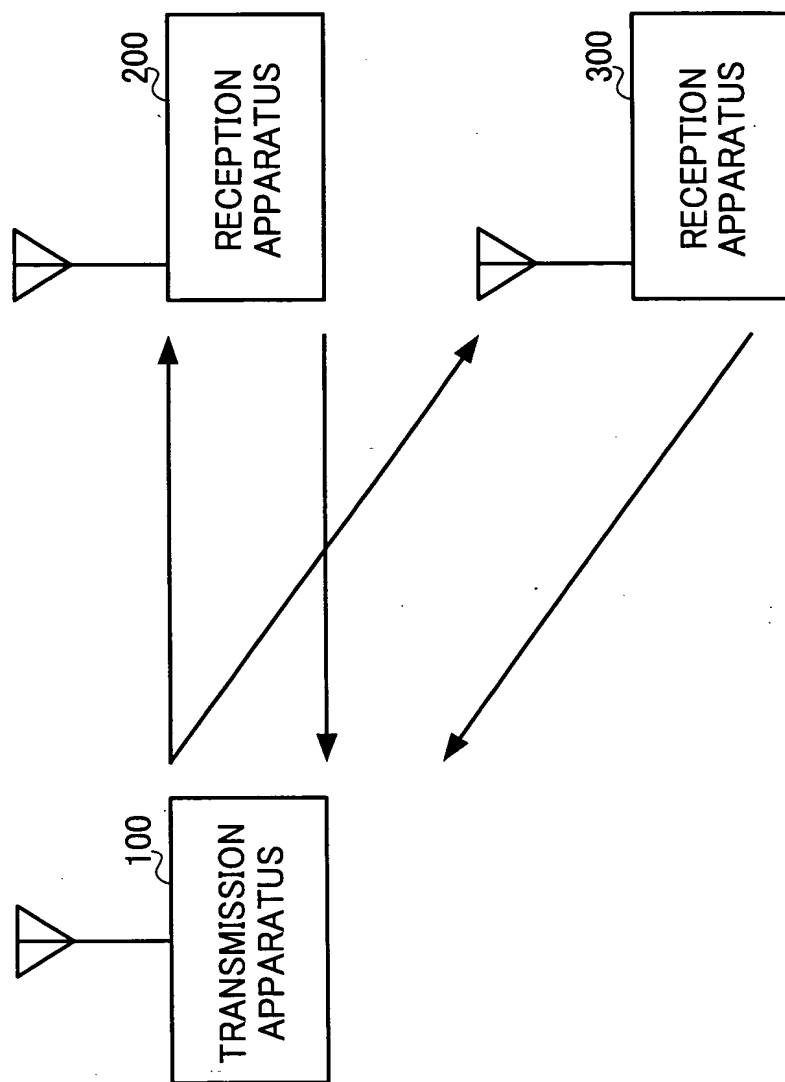 100
TRANSMISSION
APPARATUS
200
RECEPTION
APPARATUS
300
RECEPTION
APPARATUS